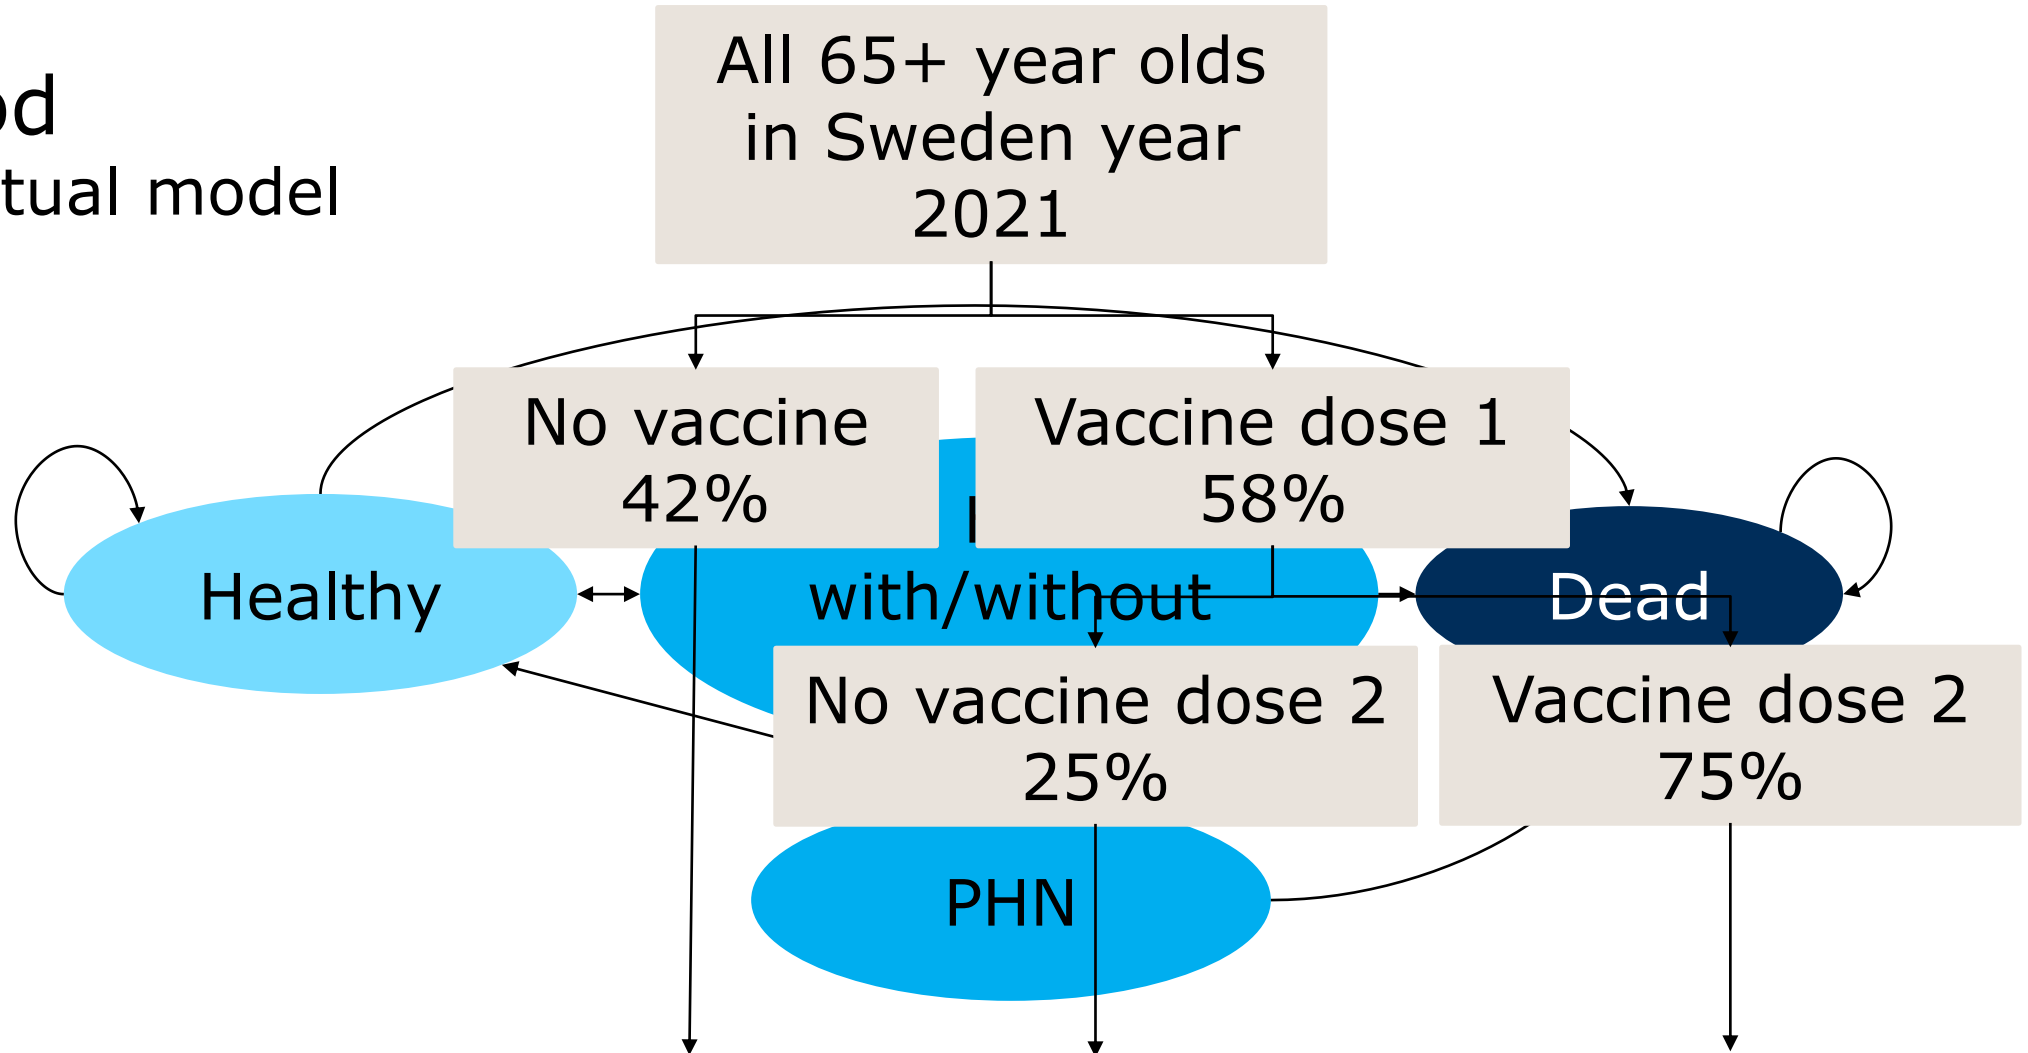 All 65+ year olds
in Sweden year
2021
tual model
No vaccine
42%
Vaccine dose 1
58%
Healthy
with/without
Dead
No vaccine dose 2
25%
Vaccine dose 2
75%
PHN